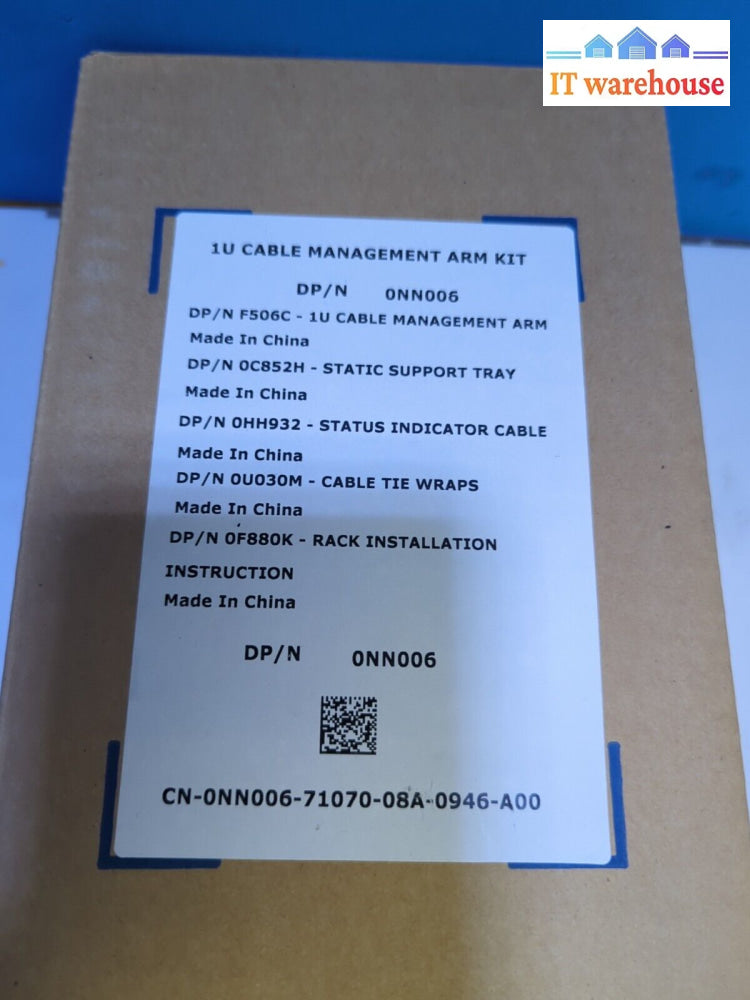 IT warehouse
1U CABLE MANAGEMENT ARM KIT
DP/N 0NN006
DP/N F506C - 1U CABLE MANAGEMENT ARM
Made In China
DP/N 0C852H - STATIC SUPPORT TRAY
Made In China
DP/N 0HH932 - STATUS INDICATOR CABLE
Made In China
DP/N 0U030M - CABLE TIE WRAPS
Made In China
DP/N 0F880K - RACK INSTALLATION
INSTRUCTION
Made In China
DP/N 0NN006
CN-0NN006-71070-08A-0946-A00